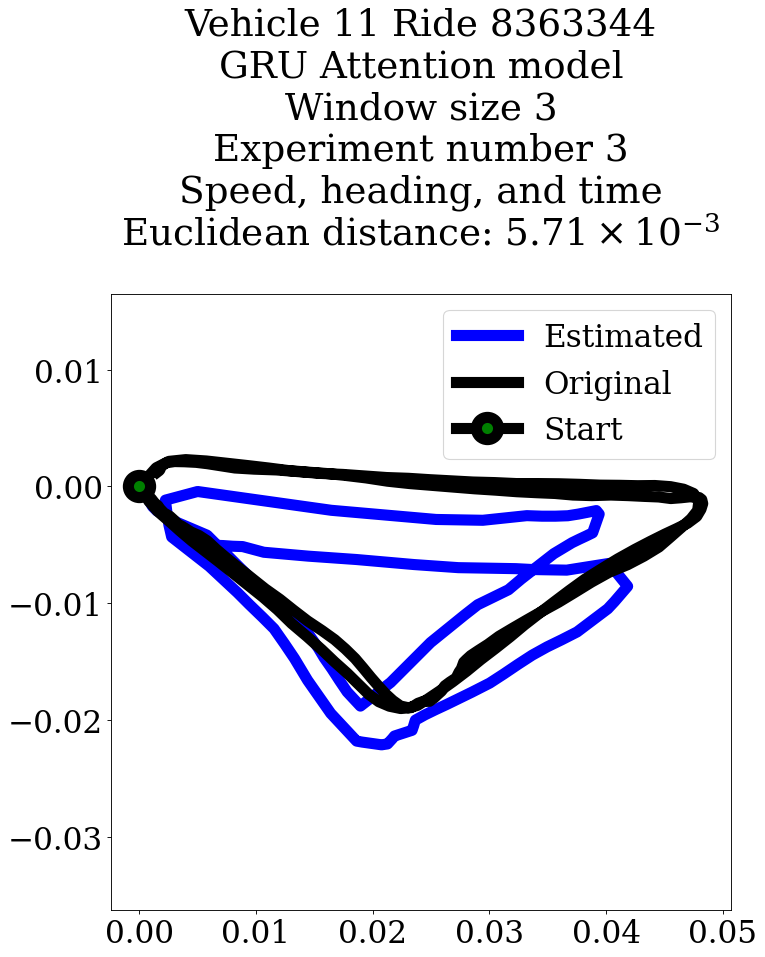 Vehicle 11 Ride 8363344
GRU Attention model
Window size 3
Experiment number 3
Speed, heading, and time
Euclidean distance: 5.71 × 10⁻³
Estimated
Original
Start
0.01
0.00
−0.01
−0.02
−0.03
0.00 0.01 0.02 0.03 0.04 0.05